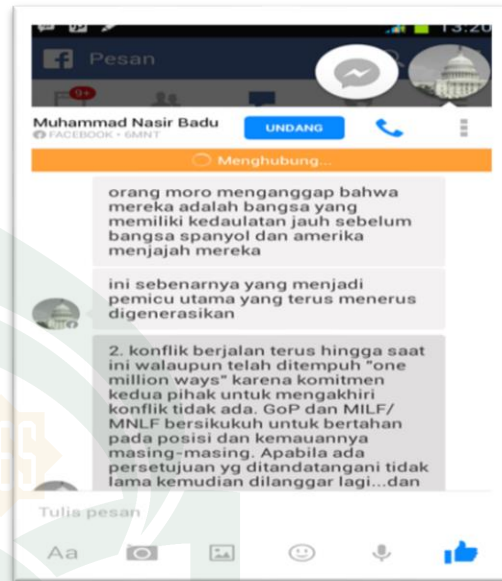 13:20
Pesan
9+
Muhammad Nasir Badu
FACEBOOK • 6MNT
UNDANG
Menghubung...
orang moro menganggap bahwa
mereka adalah bangsa yang
memiliki kedaulatan jauh sebelum
bangsa spanyol dan amerika
menjajah mereka
ini sebenarnya yang menjadi
pemicu utama yang terus menerus
digenerasikan
2. konflik berjalan terus hingga saat
ini walaupun telah ditempuh "one
million ways" karena komitmen
kedua pihak untuk mengakhiri
konflik tidak ada. GoP dan MILF/
MNLF bersikukuh untuk bertahan
pada posisi dan kemauannya
masing-masing. Apabila ada
persetujuan yg ditandatangani tidak
lama kemudian dilanggar lagi...dan
Tulis pesan
Aa